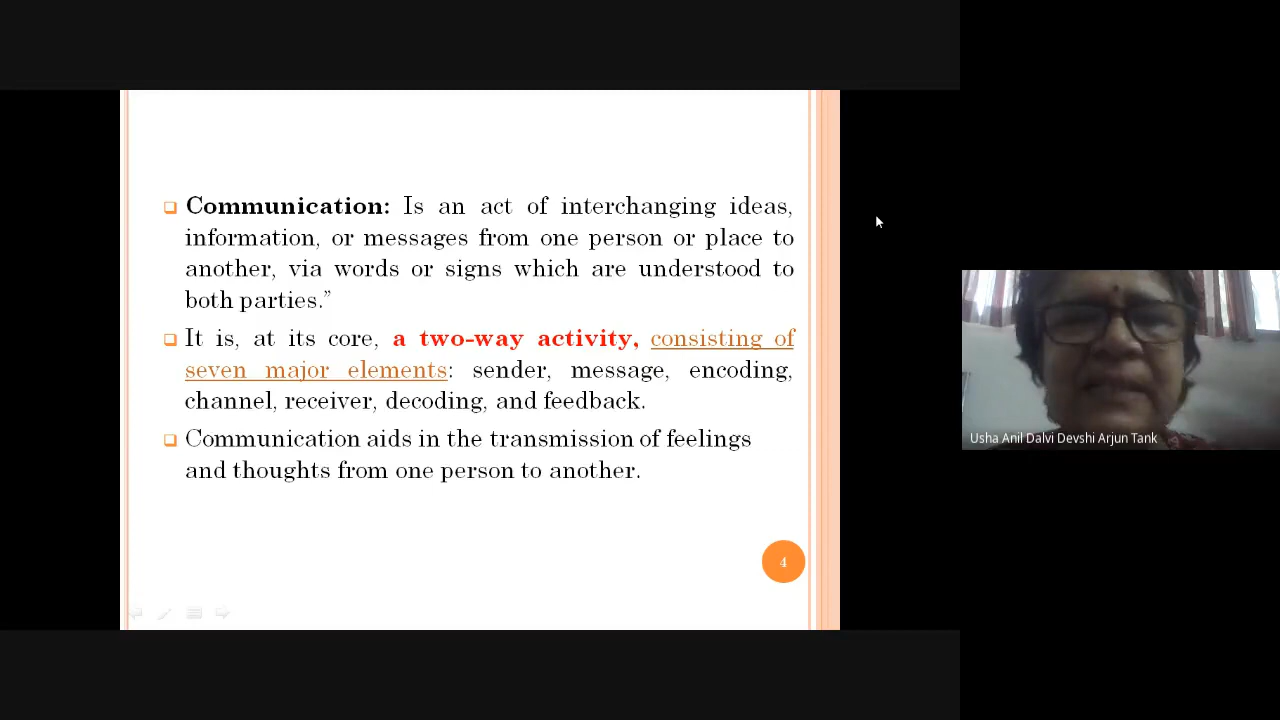 Communication: Is an act of interchanging ideas,
information, or messages from one person or place to
another, via words or signs which are understood to
both parties.”
It is, at its core, a two-way activity, consisting of
seven major elements: sender, message, encoding,
channel, receiver, decoding, and feedback.
Communication aids in the transmission of feelings
and thoughts from one person to another.
4
Usha Anil Dalvi Devshi Arjun Tank